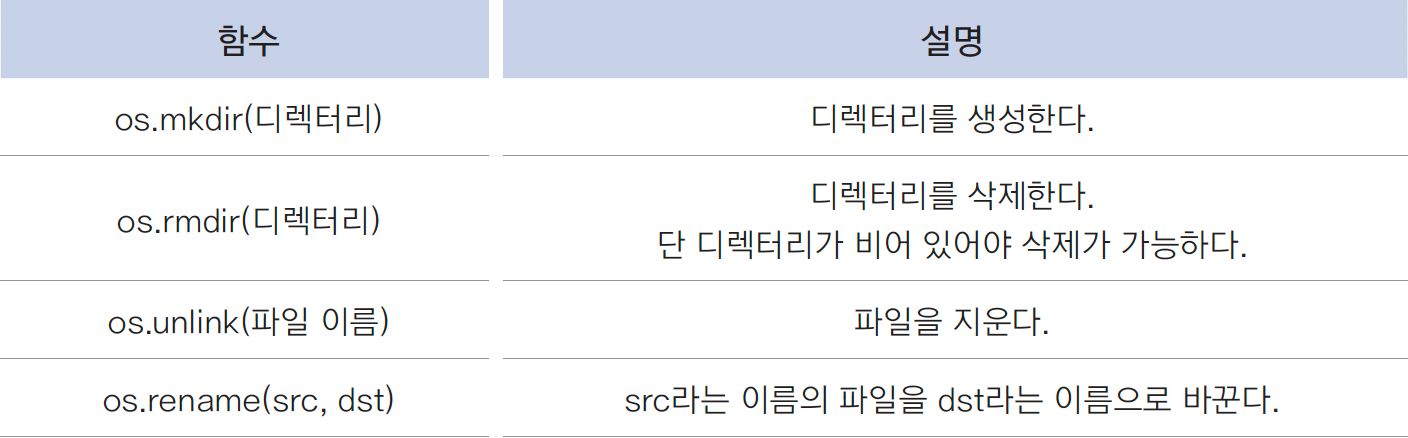 함수 설명
os.mkdir(디렉터리) 디렉터리를 생성한다.
os.rmdir(디렉터리) 디렉터리를 삭제한다.
단 디렉터리가 비어 있어야 삭제가 가능하다.
os.unlink(파일 이름) 파일을 지운다.
os.rename(src, dst) src라는 이름의 파일을 dst라는 이름으로 바꾼다.